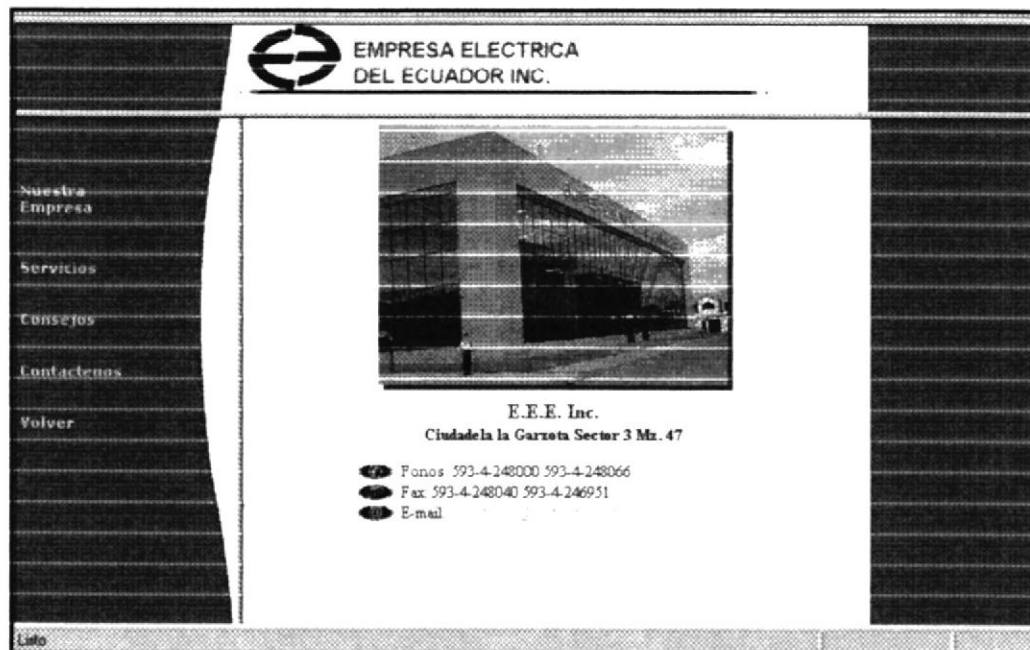 EMPRESA ELECTRICA
DEL ECUADOR INC.
Nuestra
Empresa
Servicios
Consejos
Contactenos
Volver
E.E.E. Inc.
Ciudadela la Garzota Sector 3 Mz. 47
Fonos 593-4-248000 593-4-248066
Fax 593-4-248040 593-4-246951
E-mail
Listo